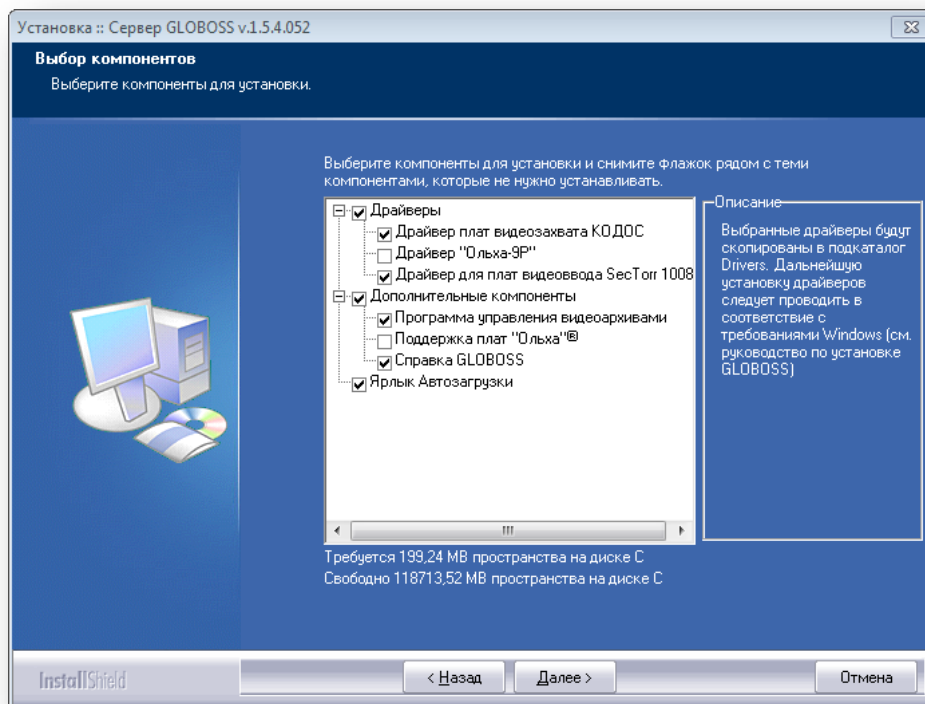 Установка :: Сервер GLOBOSS v.1.5.4.052
Выбор компонентов
Выберите компоненты для установки.
Выберите компоненты для установки и снимите флажок рядом с теми
компонентами, которые не нужно устанавливать.
Драйверы
Драйвер плат видеозахвата КОДОС
Драйвер "Ольха-9Р"
Драйвер для плат видеоввода SecTorr 1008
Дополнительные компоненты
Программа управления видеоархивами
Поддержка плат "Ольха"®
Справка GLOBOSS
Ярлык Автозагрузки
Описание
Выбранные драйверы будут
скопированы в подкаталог
Drivers. Дальнейшую
установку драйверов
следует проводить в
соответствие с
требованиями Windows (см.
руководство по установке
GLOBOSS)
Требуется 199,24 MB пространства на диске C
Свободно 118713,52 MB пространства на диске C
InstallShield
< Назад
Далее >
Отмена